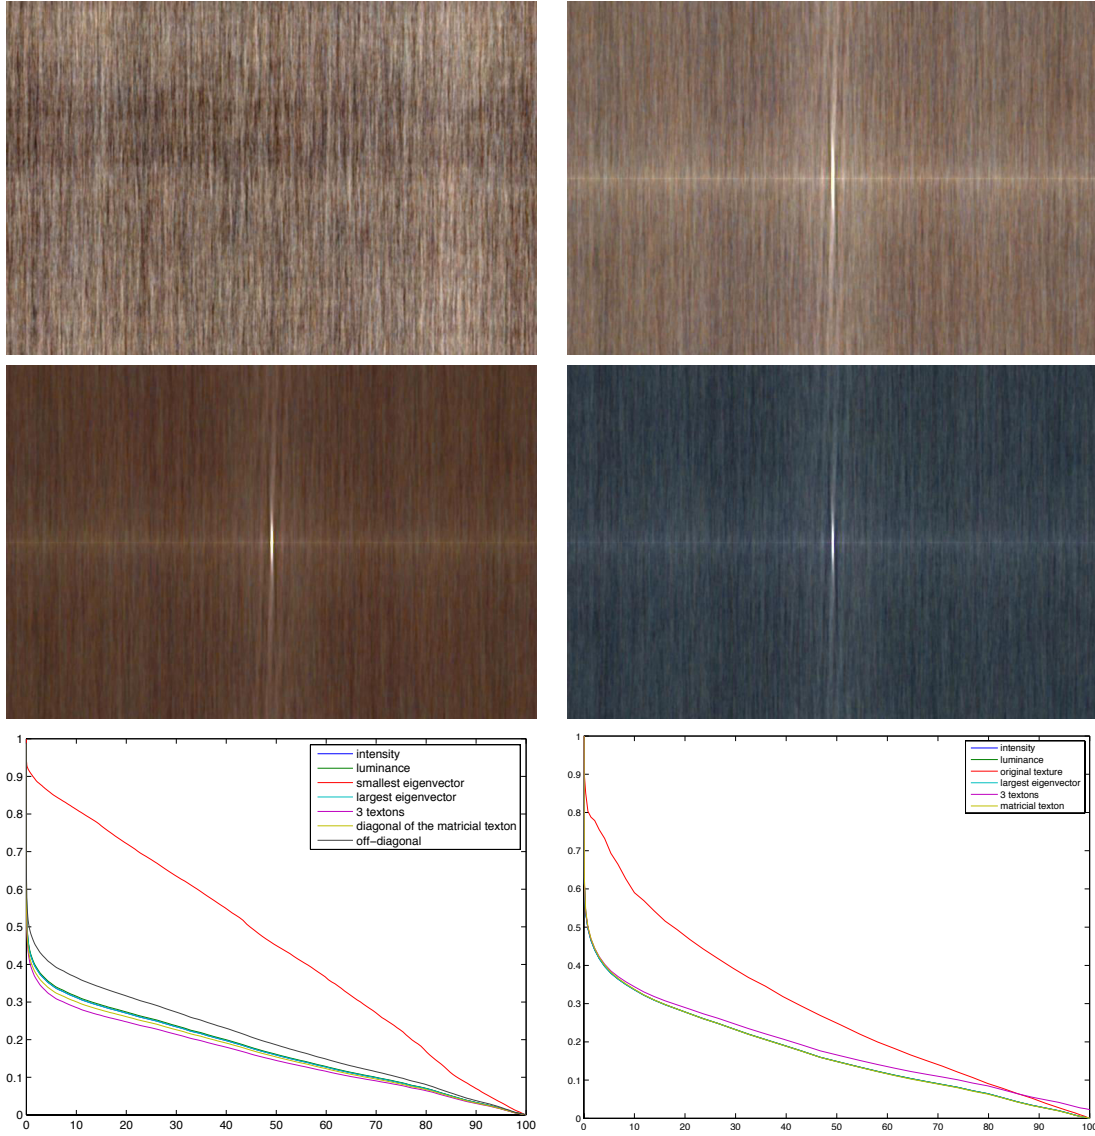 1
0.9
0.8
0.7
0.6
0.5
0.4
0.3
0.2
0.1
0
0 10 20 30 40 50 60 70 80 90 100
intensity
luminance
smallest eigenvector
largest eigenvector
3 textons
diagonal of the matricial texton
off-diagonal
1
0.9
0.8
0.7
0.6
0.5
0.4
0.3
0.2
0.1
0
0 10 20 30 40 50 60 70 80 90 100
intensity
luminance
original texture
largest eigenvector
3 textons
matricial texton